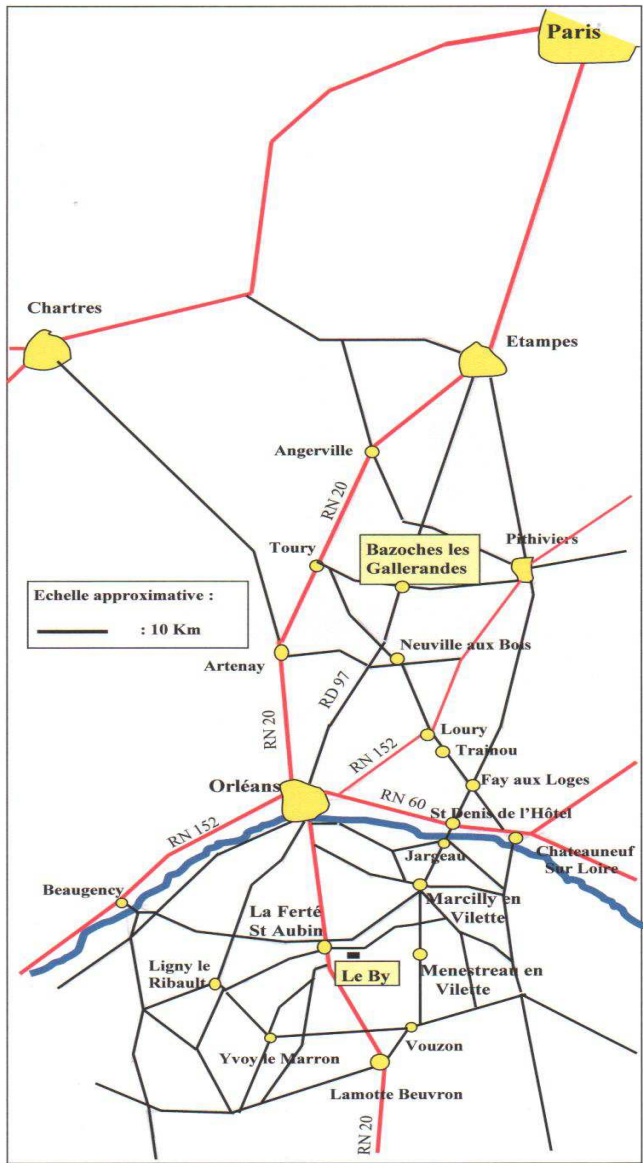 Paris
Chartres
Etampes
Angerville
RN 20
Pithiviers
Toury
Bazoches les
Gallerandes
Echelle approximative :
: 10 Km
Neuville aux Bois
Artenay
RD 97
RN 20
Loury
RN 152
Trainou
Orléans
Fay aux Loges
RN 60
St Denis de l'Hôtel
RN 152
Jargeau
Chateauneuf
Sur Loire
Beaugency
Marcilly en
Vilette
La Ferté
St Aubin
Ligny le
Ribault
Le By
Menestreau en
Vilette
Yvoy le Marron
Vouzon
Lamotte Beuvron
RN 20